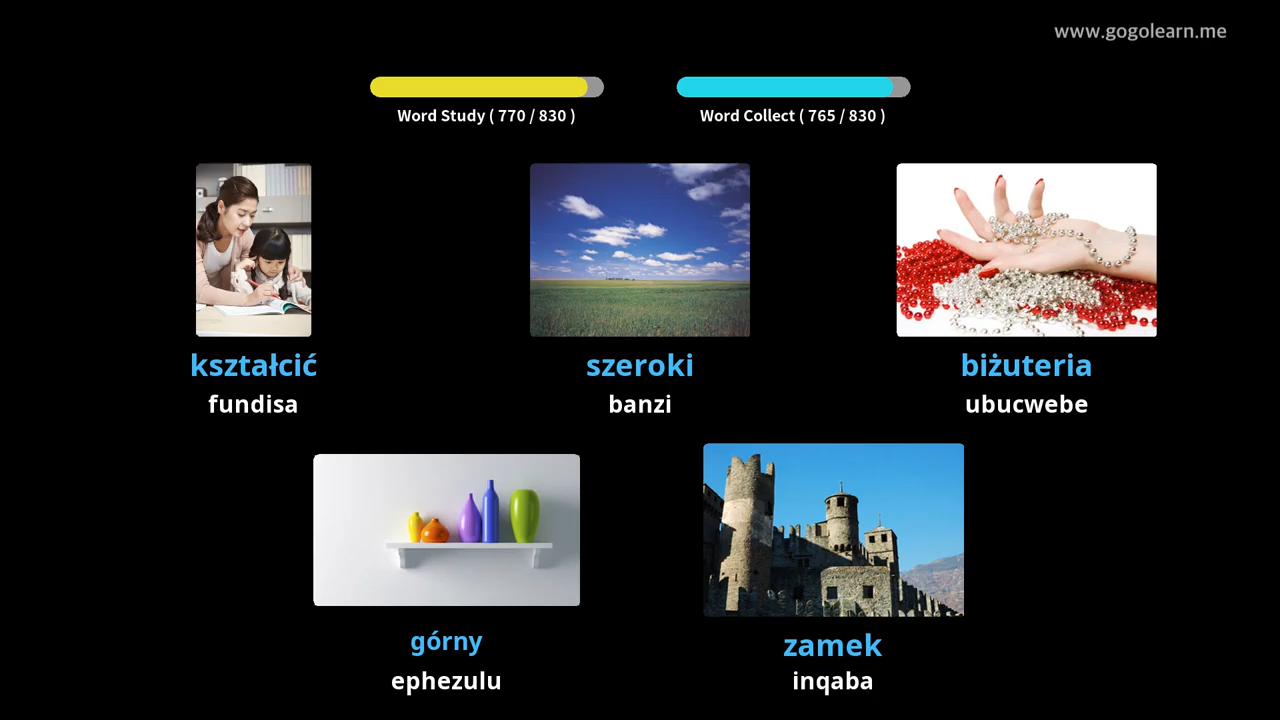 www.gogolearn.me
Word Study ( 770 / 830 )
Word Collect ( 765 / 830 )
kształcić
fundisa
szeroki
banzi
biżuteria
ubucwebe
górny
ephezulu
zamek
inqaba